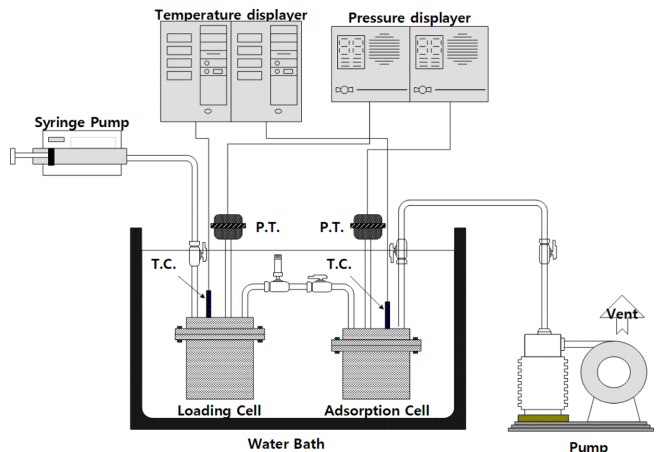 Temperature displayer
Pressure displayer
Syringe Pump
P.T.
P.T.
T.C.
T.C.
Vent
Loading Cell
Adsorption Cell
Water Bath
Pump